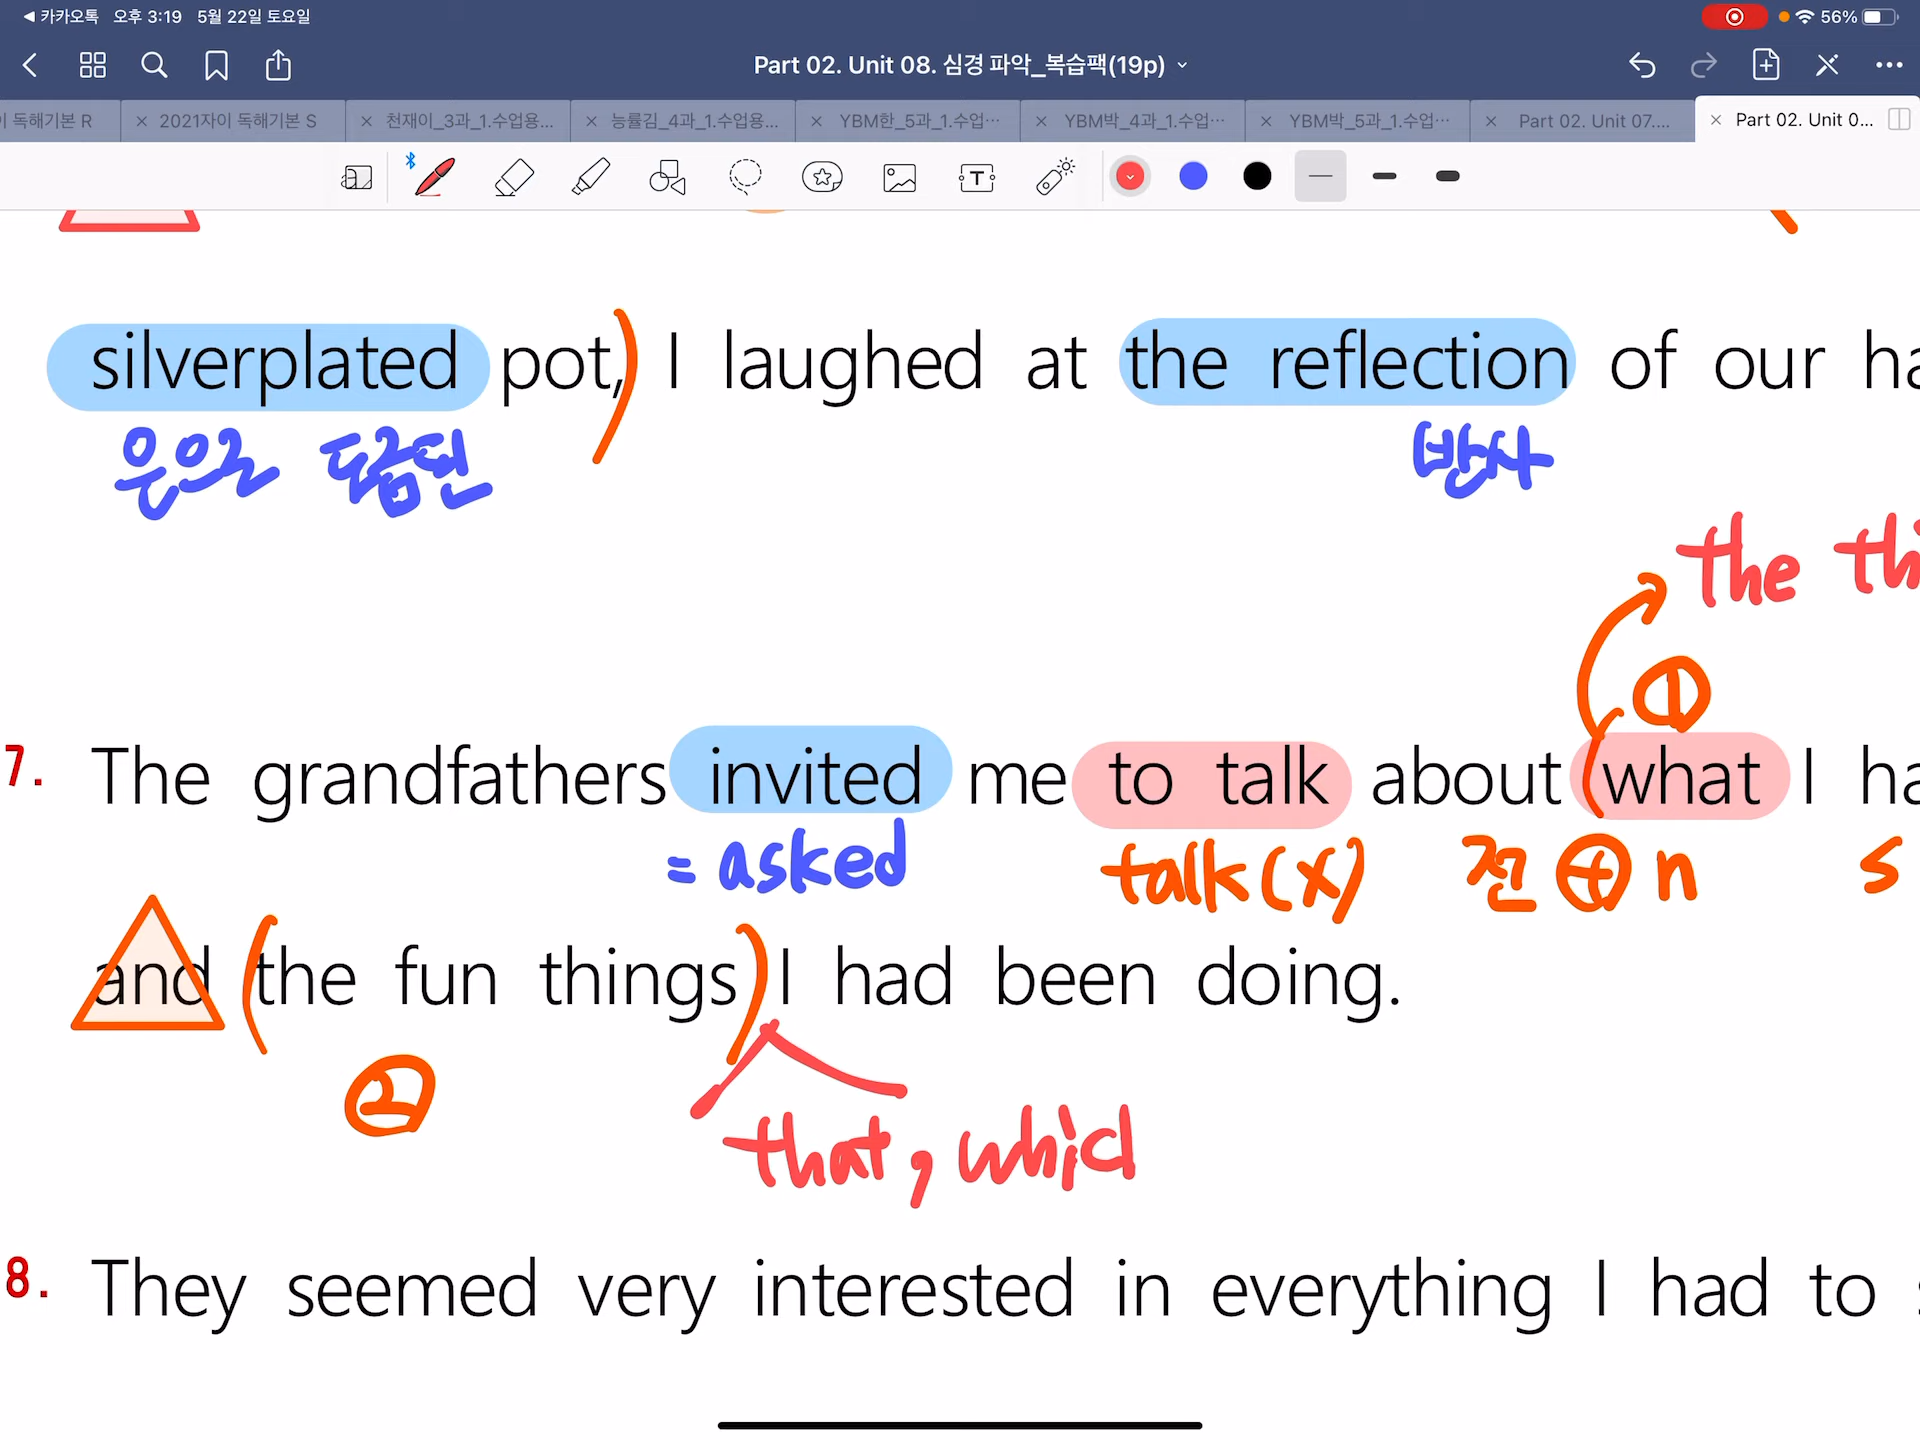 ◀ 카카오톡 오후 3:19 5월 22일 토요일 56%
Part 02. Unit 08. 심경 파악_복습팩(19p)
독해기본 R × 2021자이 독해기본 S × 천재이_3과_1.수업용... × 능률김_4과_1.수업용... × YBM한_5과_1.수업... × YBM박_4과_1.수업... × YBM박_5과_1.수업... × Part 02. Unit 07.... × Part 02. Unit 0...
silverplated pot, I laughed at the reflection of our ha
은으로 도금된 반사
the thi
①
7. The grandfathers invited me to talk about (what I ha
= asked talk(x) 전 ⊕ n s
and (the fun things) I had been doing.
②
that, which
8. They seemed very interested in everything I had to s